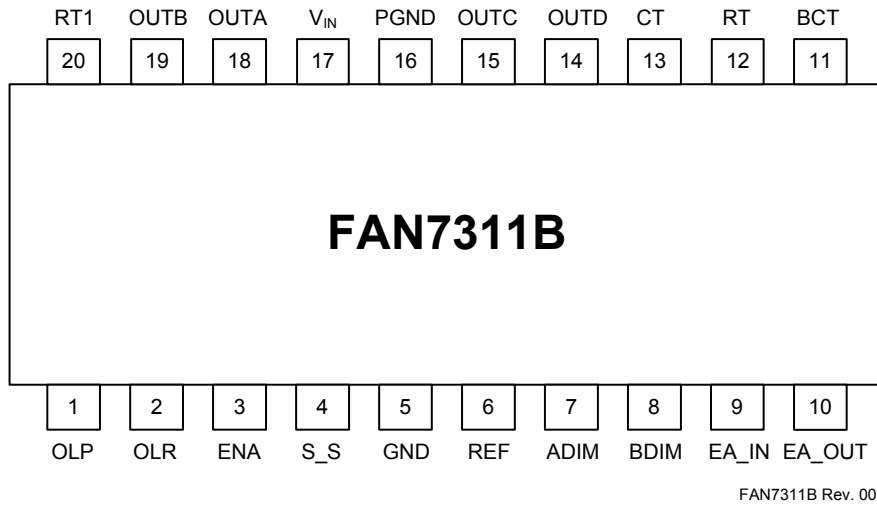 RT1 OUTB OUTA VIN PGND OUTC OUTD CT RT BCT
20 19 18 17 16 15 14 13 12 11
FAN7311B
1 2 3 4 5 6 7 8 9 10
OLP OLR ENA S_S GND REF ADIM BDIM EA_IN EA_OUT
FAN7311B Rev. 00